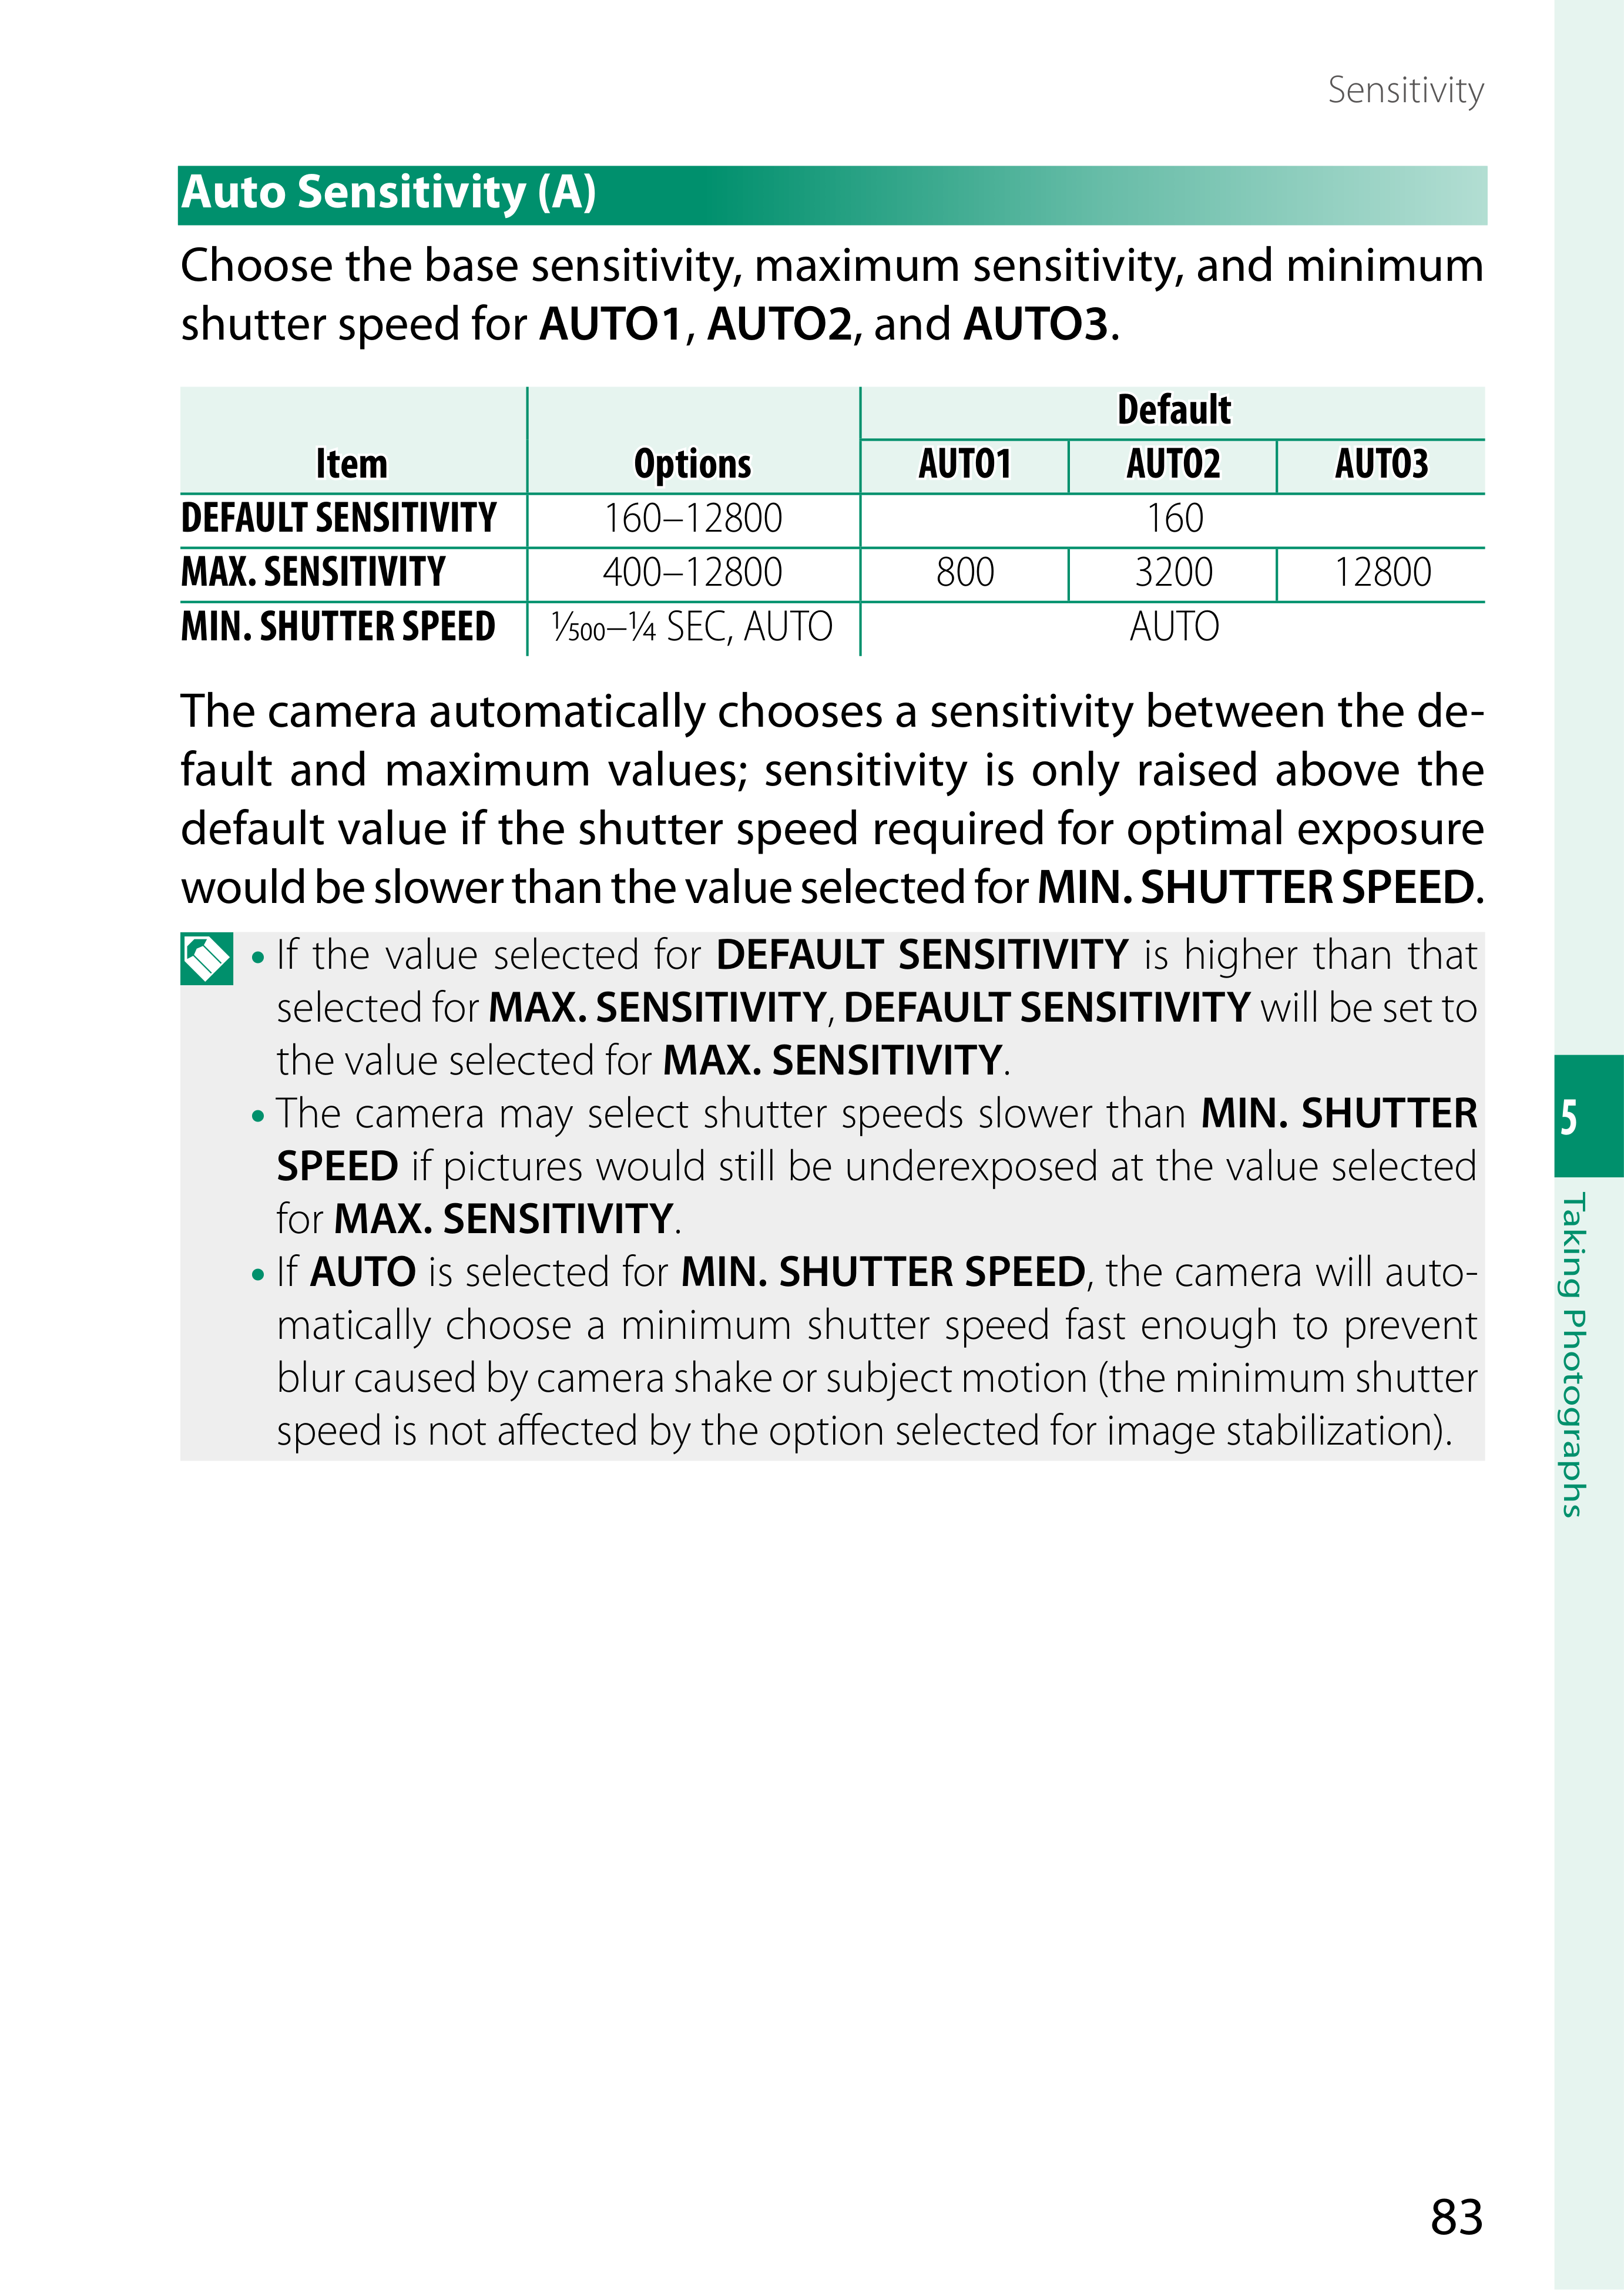 Sensitivity
Auto Sensitivity (A)
Choose the base sensitivity, maximum sensitivity, and minimum
shutter speed for AUTO1, AUTO2, and AUTO3.
Default
Item Options AUTO1 AUTO2 AUTO3
DEFAULT SENSITIVITY 160–12800 160
MAX. SENSITIVITY 400–12800 800 3200 12800
MIN. SHUTTER SPEED 1/500–1/4 SEC, AUTO AUTO
The camera automatically chooses a sensitivity between the de-
fault and maximum values; sensitivity is only raised above the
default value if the shutter speed required for optimal exposure
would be slower than the value selected for MIN. SHUTTER SPEED.
• If the value selected for DEFAULT SENSITIVITY is higher than that
selected for MAX. SENSITIVITY, DEFAULT SENSITIVITY will be set to
the value selected for MAX. SENSITIVITY.
• The camera may select shutter speeds slower than MIN. SHUTTER
SPEED if pictures would still be underexposed at the value selected
for MAX. SENSITIVITY.
• If AUTO is selected for MIN. SHUTTER SPEED, the camera will auto-
matically choose a minimum shutter speed fast enough to prevent
blur caused by camera shake or subject motion (the minimum shutter
speed is not affected by the option selected for image stabilization).
5
Taking Photographs
83